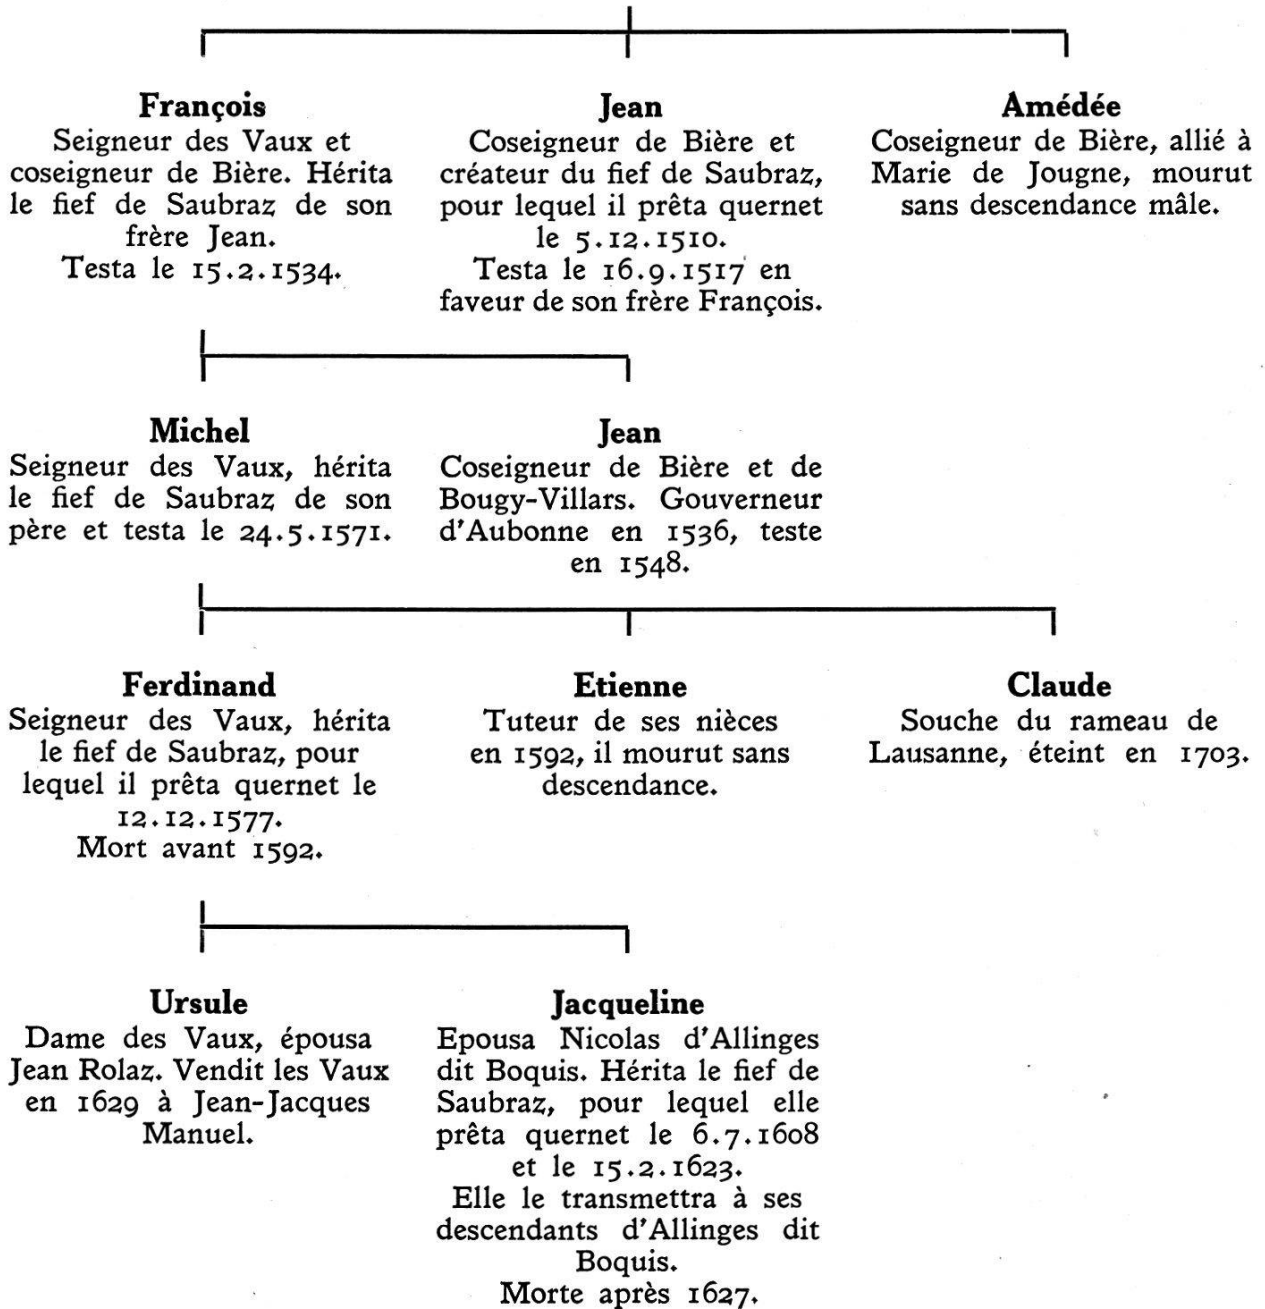 François
Seigneur des Vaux et
coseigneur de Bière. Hérita
le fief de Saubraz de son
frère Jean.
Testa le 15.2.1534.
Jean
Coseigneur de Bière et
créateur du fief de Saubraz,
pour lequel il prêta quernet
le 5.12.1510.
Testa le 16.9.1517 en
faveur de son frère François.
Amédée
Coseigneur de Bière, allié à
Marie de Jougne, mourut
sans descendance mâle.
Michel
Seigneur des Vaux, hérita
le fief de Saubraz de son
père et testa le 24.5.1571.
Jean
Coseigneur de Bière et de
Bougy-Villars. Gouverneur
d'Aubonne en 1536, teste
en 1548.
Ferdinand
Seigneur des Vaux, hérita
le fief de Saubraz, pour
lequel il prêta quernet le
12.12.1577.
Mort avant 1592.
Etienne
Tuteur de ses nièces
en 1592, il mourut sans
descendance.
Claude
Souche du rameau de
Lausanne, éteint en 1703.
Ursule
Dame des Vaux, épousa
Jean Rolaz. Vendit les Vaux
en 1629 à Jean-Jacques
Manuel.
Jacqueline
Epousa Nicolas d'Allinges
dit Boquis. Hérita le fief de
Saubraz, pour lequel elle
prêta quernet le 6.7.1608
et le 15.2.1623.
Elle le transmettra à ses
descendants d'Allinges dit
Boquis.
Morte après 1627.